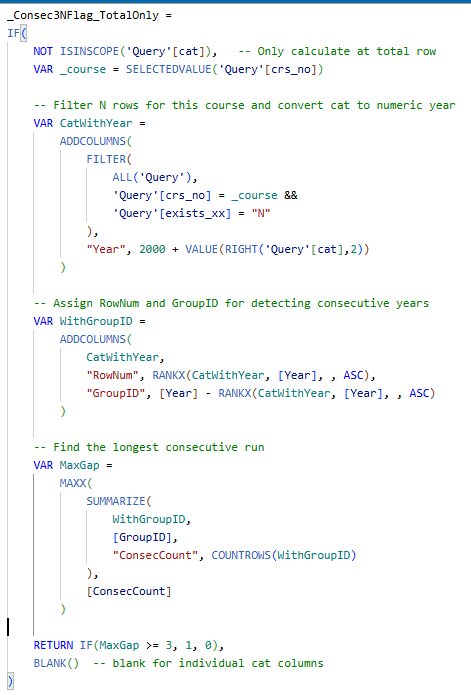 _Consec3NFlag_TotalOnly =
IF(
NOT ISINSCOPE('Query'[cat]),   -- Only calculate at total row
VAR _course = SELECTEDVALUE('Query'[crs_no])
-- Filter N rows for this course and convert cat to numeric year
VAR CatWithYear =
ADDCOLUMNS(
FILTER(
ALL('Query'),
'Query'[crs_no] = _course &&
'Query'[exists_xx] = "N"
),
"Year", 2000 + VALUE(RIGHT('Query'[cat],2))
)
-- Assign RowNum and GroupID for detecting consecutive years
VAR WithGroupID =
ADDCOLUMNS(
CatWithYear,
"RowNum", RANKX(CatWithYear, [Year], , ASC),
"GroupID", [Year] - RANKX(CatWithYear, [Year], , ASC)
)
-- Find the longest consecutive run
VAR MaxGap =
MAXX(
SUMMARIZE(
WithGroupID,
[GroupID],
"ConsecCount", COUNTROWS(WithGroupID)
),
[ConsecCount]
)
RETURN IF(MaxGap >= 3, 1, 0),
BLANK()  -- blank for individual cat columns
)